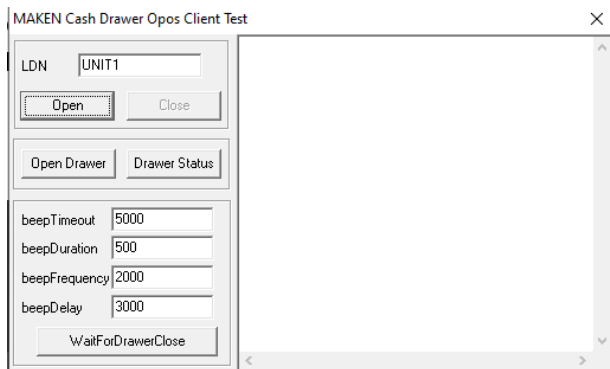 MAKEN Cash Drawer Opos Client Test
LDN UNIT1
Open Close
Open Drawer Drawer Status
beepTimeout 5000
beepDuration 500
beepFrequency 2000
beepDelay 3000
WaitForDrawerClose